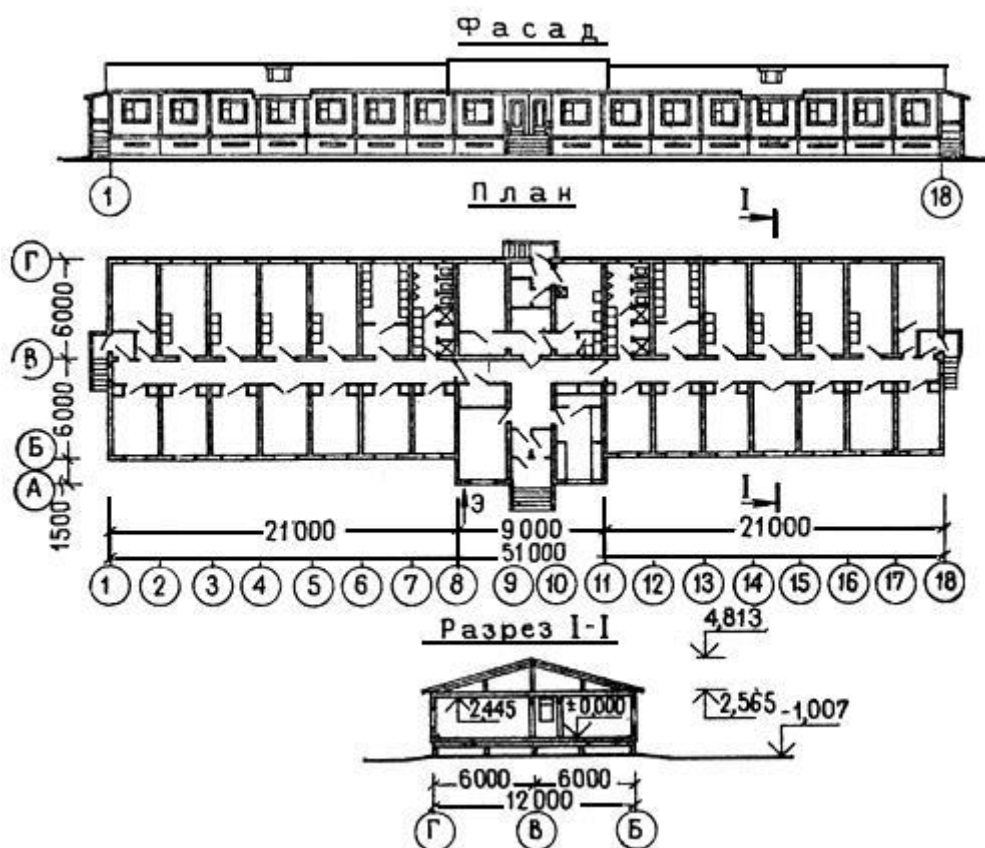 Фасад
1 18
План
I
Г
6000
В
6000
Б
А
1500
I
Э
21000 9000 21000
51000
1 2 3 4 5 6 7 8 9 10 11 12 13 14 15 16 17 18
Разрез I-I
4,813
2,445 ±0,000 2,565 -1,007
6000 6000
12000
Г В Б